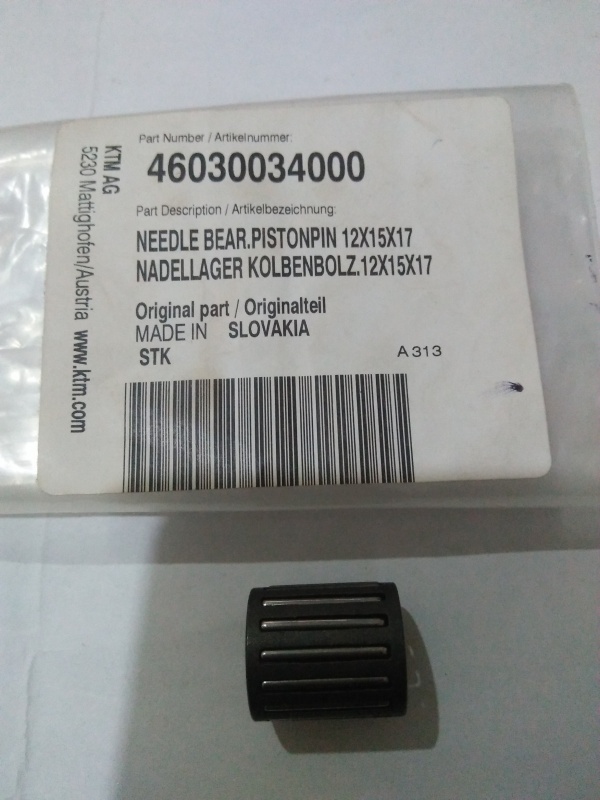 Part Number / Artikelnummer:
46030034000
Part Description / Artikelbezeichnung:
NEEDLE BEAR.PISTONPIN 12X15X17
NADELLAGER KOLBENBOLZ.12X15X17
Original part / Originalteil
MADE IN SLOVAKIA
STK A 313
KTM AG
5230 Mattighofen/Austria www.ktm.com